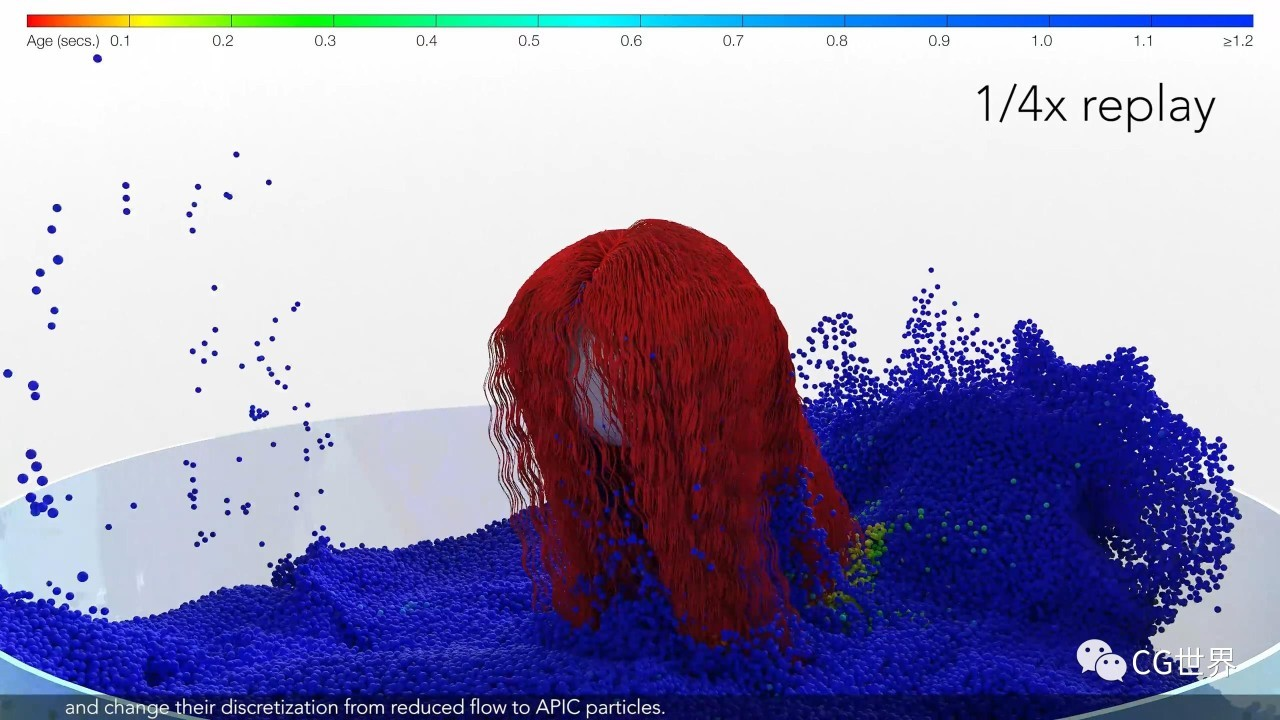 Age (secs.) 0.1 0.2 0.3 0.4 0.5 0.6 0.7 0.8 0.9 1.0 1.1 ≥1.2
1/4x replay
CG世界
and change their discretization from reduced flow to APIC particles.